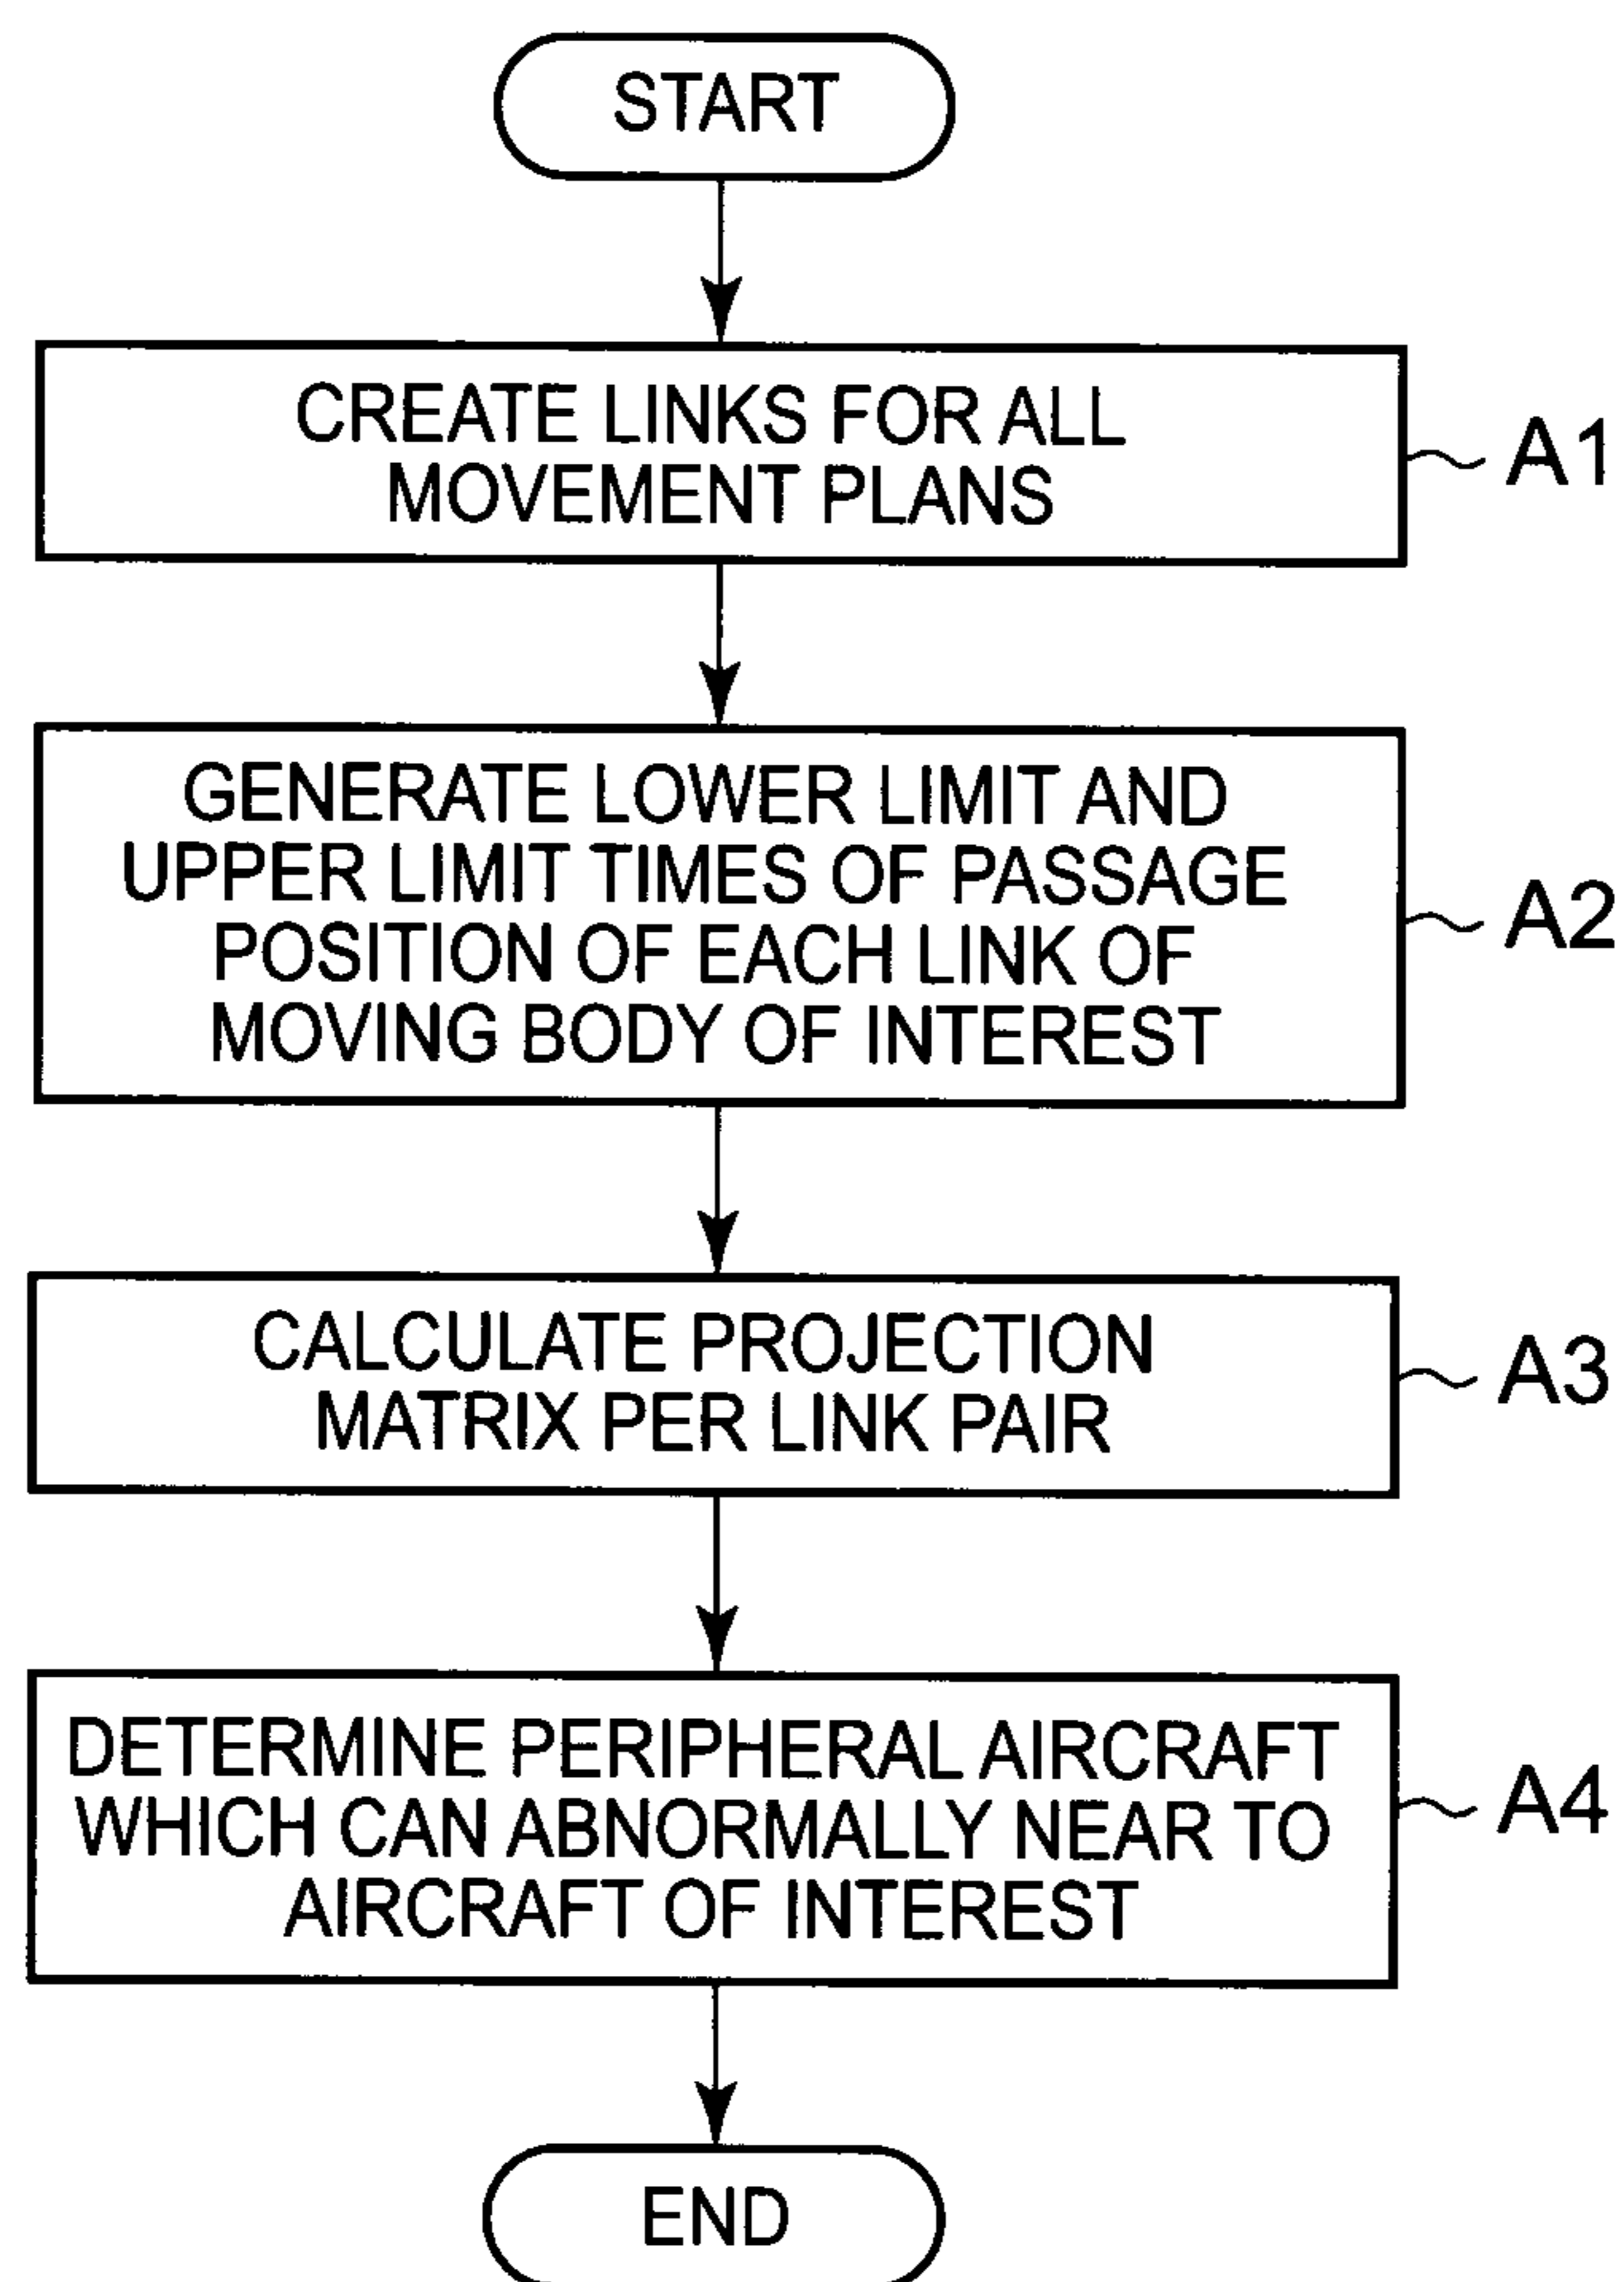 START
CREATE LINKS FOR ALL
MOVEMENT PLANS
A1
GENERATE LOWER LIMIT AND
UPPER LIMIT TIMES OF PASSAGE
POSITION OF EACH LINK OF
MOVING BODY OF INTEREST
A2
CALCULATE PROJECTION
MATRIX PER LINK PAIR
A3
DETERMINE PERIPHERAL AIRCRAFT
WHICH CAN ABNORMALLY NEAR TO
AIRCRAFT OF INTEREST
A4
END